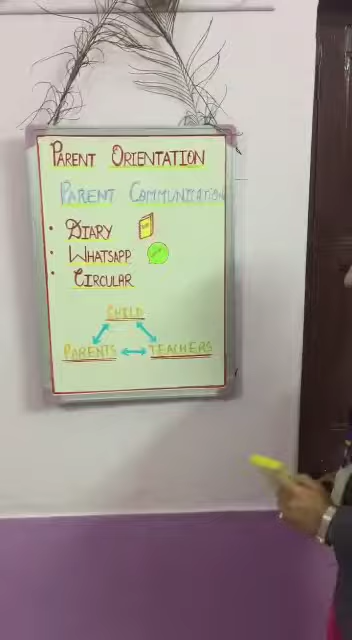 PARENT ORIENTATION
PARENT COMMUNICATION
• DIARY
• WHATSAPP
• CIRCULAR
CHILD
PARENTS TEACHERS